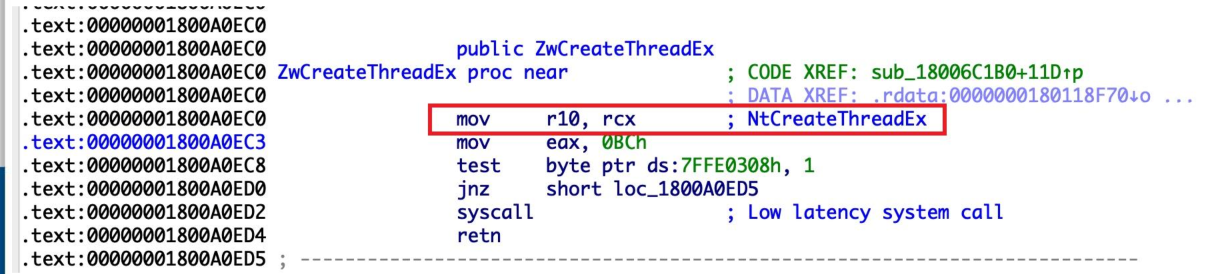 .text:00000001800A0EC0
.text:00000001800A0EC0
.text:00000001800A0EC0 public ZwCreateThreadEx
.text:00000001800A0EC0 ZwCreateThreadEx proc near ; CODE XREF: sub_18006C1B0+11D↑p
.text:00000001800A0EC0 ; DATA XREF: .rdata:0000000180118F70↓o ...
.text:00000001800A0EC0 mov r10, rcx ; NtCreateThreadEx
.text:00000001800A0EC3 mov eax, 0BCh
.text:00000001800A0EC8 test byte ptr ds:7FFE0308h, 1
.text:00000001800A0ED0 jnz short loc_1800A0ED5
.text:00000001800A0ED2 syscall ; Low latency system call
.text:00000001800A0ED4 retn
.text:00000001800A0ED5 ; ---------------------------------------------------------------------------